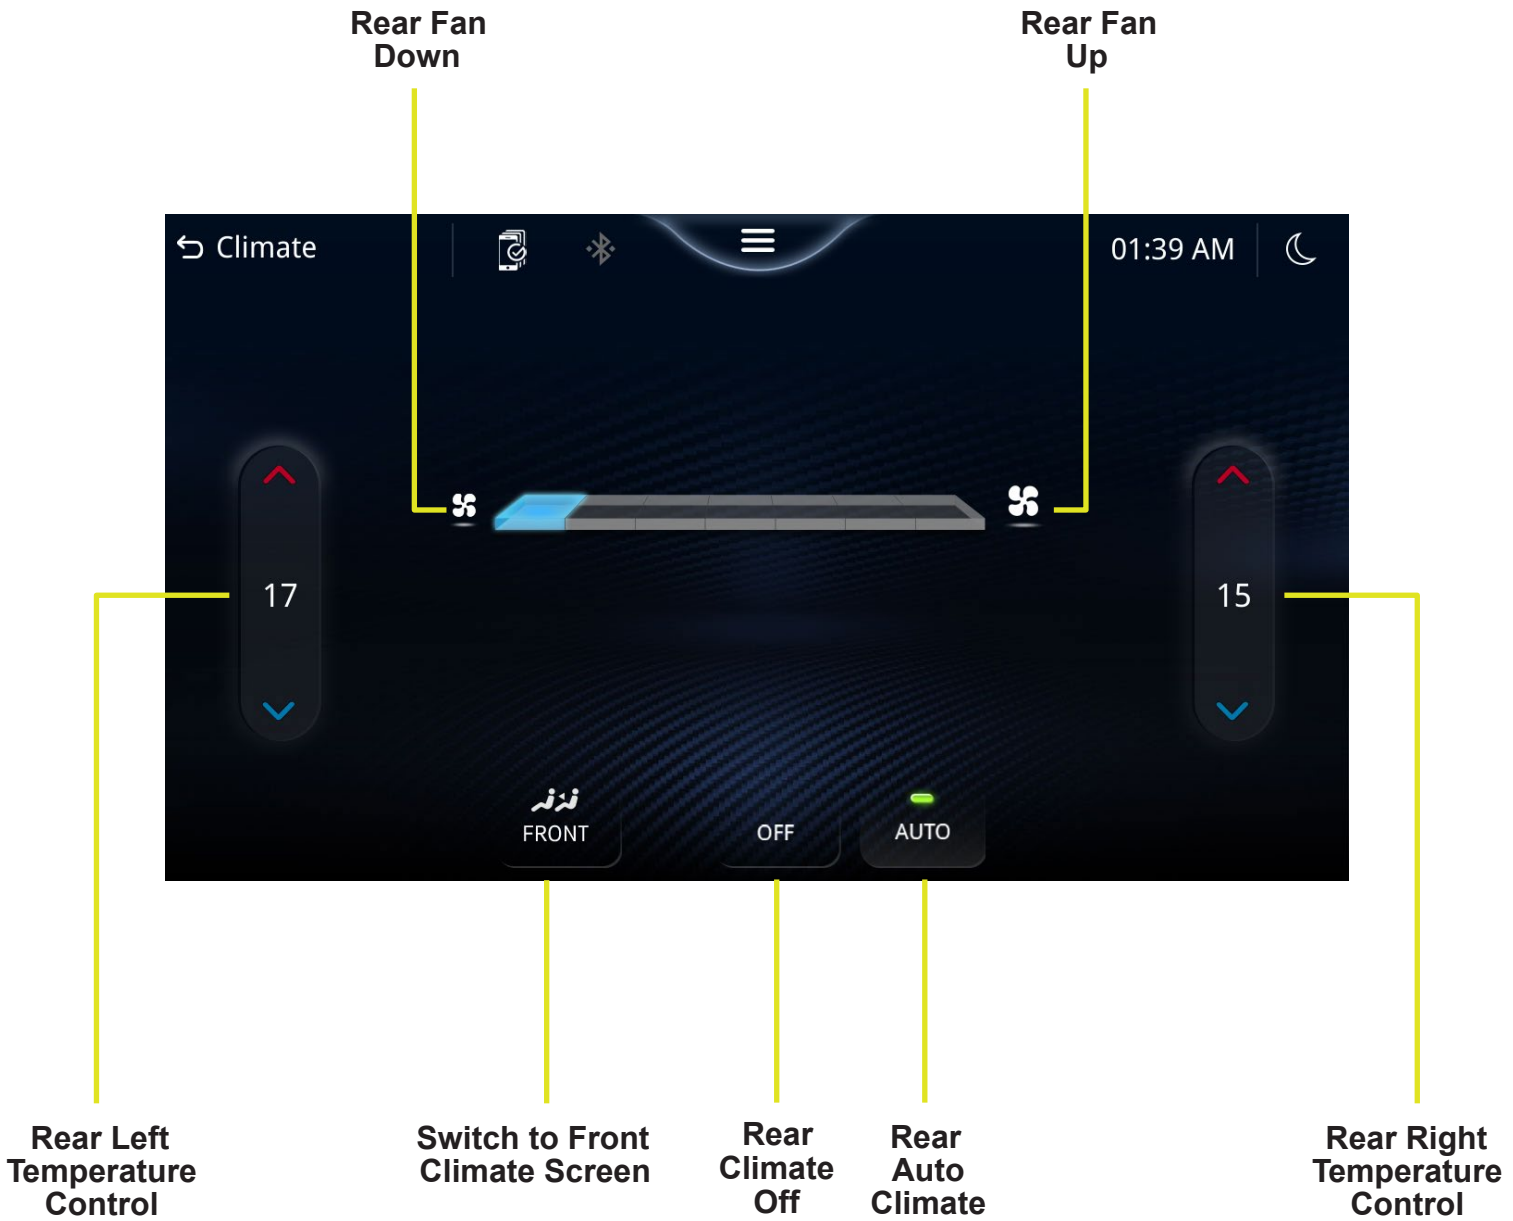 Rear Fan
Down
Rear Fan
Up
Climate
01:39 AM
17
15
FRONT
OFF
AUTO
Rear Left
Temperature
Control
Switch to Front
Climate Screen
Rear
Climate
Off
Rear
Auto
Climate
Rear Right
Temperature
Control